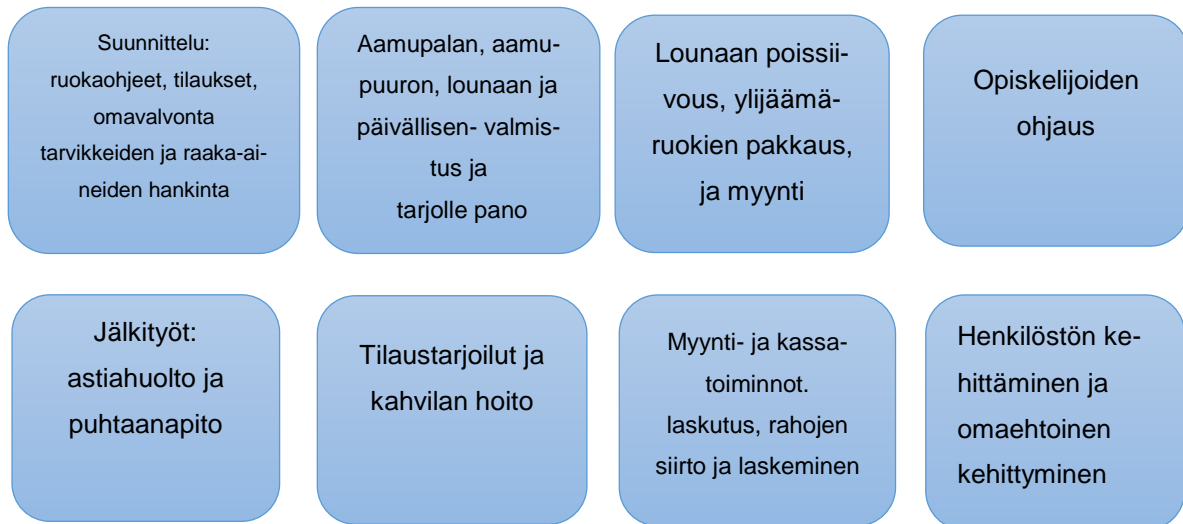 Suunnittelu:
ruokaohjeet, tilaukset,
omavalvonta
tarvikkeiden ja raaka-ai-
neiden hankinta
Aamupalan, aamu-
puuron, lounaan ja
päivällisen- valmis-
tus ja
tarjolle pano
Lounaan poissii-
vous, ylijäämä-
ruokien pakkaus,
ja myynti
Opiskelijoiden
ohjaus
Jälkityöt:
astiahuolto ja
puhtaanapito
Tilaustarjoilut ja
kahvilan hoito
Myynti- ja kassa-
toiminnot.
laskutus, rahojen
siirto ja laskeminen
Henkilöstön ke-
hittäminen ja
omaehtoinen
kehittyminen